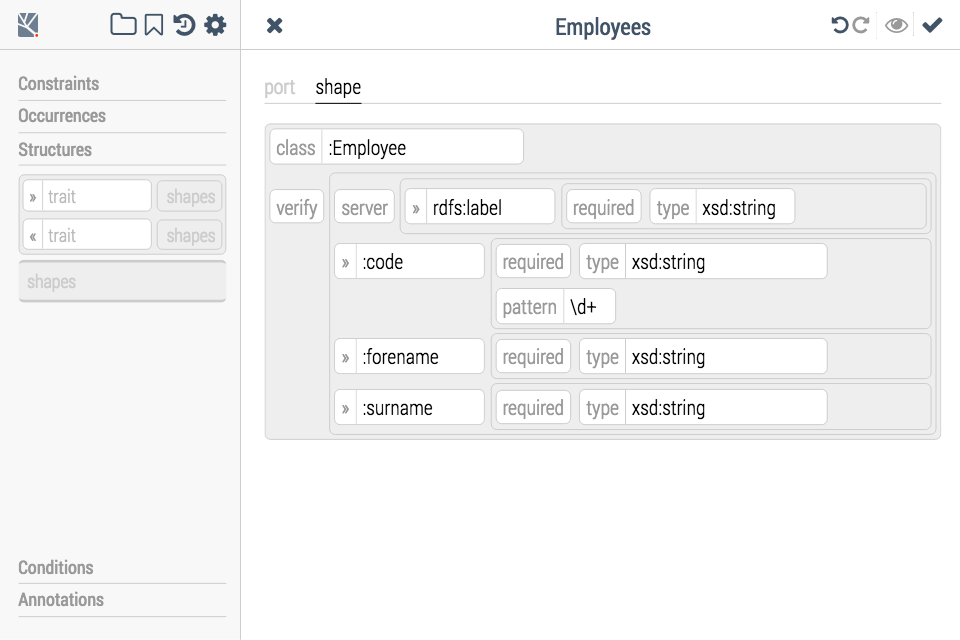 Employees
Constraints
Occurrences
Structures
» trait shapes
« trait shapes
shapes
Conditions
Annotations
port shape
class :Employee
verify server » rdfs:label required type xsd:string
» :code required type xsd:string
pattern \d+
» :forename required type xsd:string
» :surname required type xsd:string